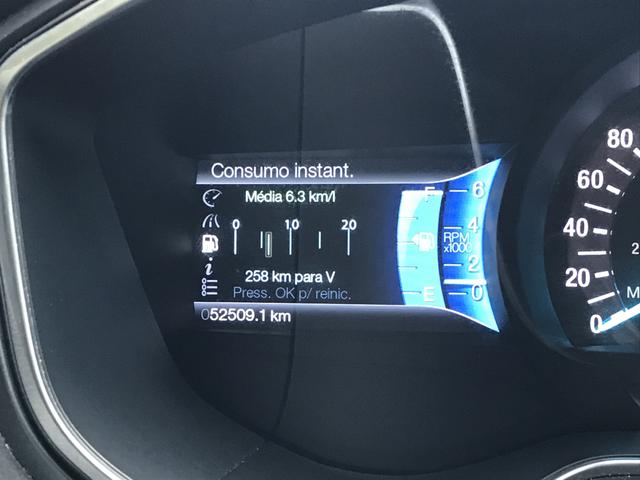 Consumo instant.
Média 6.3 km/l
0 10 20
258 km para V
Press. OK p/ reinic.
052509.1 km
F
E
6
4
RPM
x1000
2
0
80
60
40
20
0
2
M